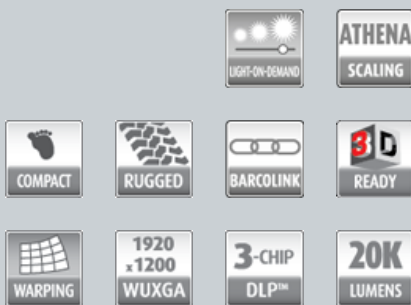 LIGHT-ON-DEMAND
ATHENA
SCALING
COMPACT
RUGGED
BARCOLINK
3D
READY
WARPING
1920
x1200
WUXGA
3-CHIP
DLP™
20K
LUMENS